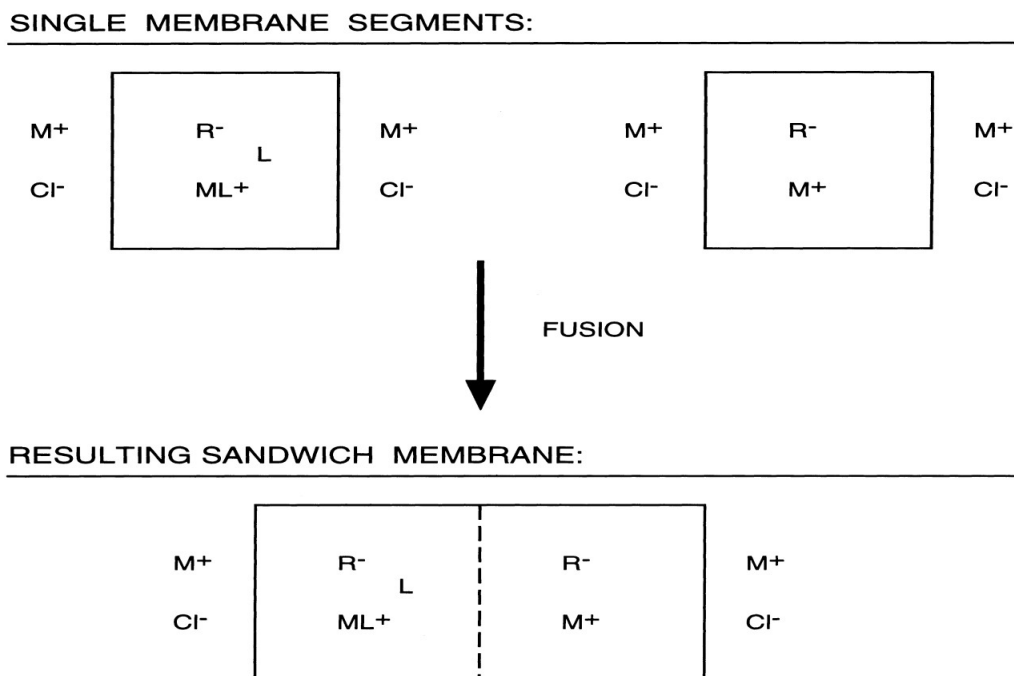 SINGLE MEMBRANE SEGMENTS:
M+ R- M+ M+ R- M+
L
Cl- ML+ Cl- Cl- M+ Cl-
FUSION
RESULTING SANDWICH MEMBRANE:
M+ R- R- M+
L
Cl- ML+ M+ Cl-